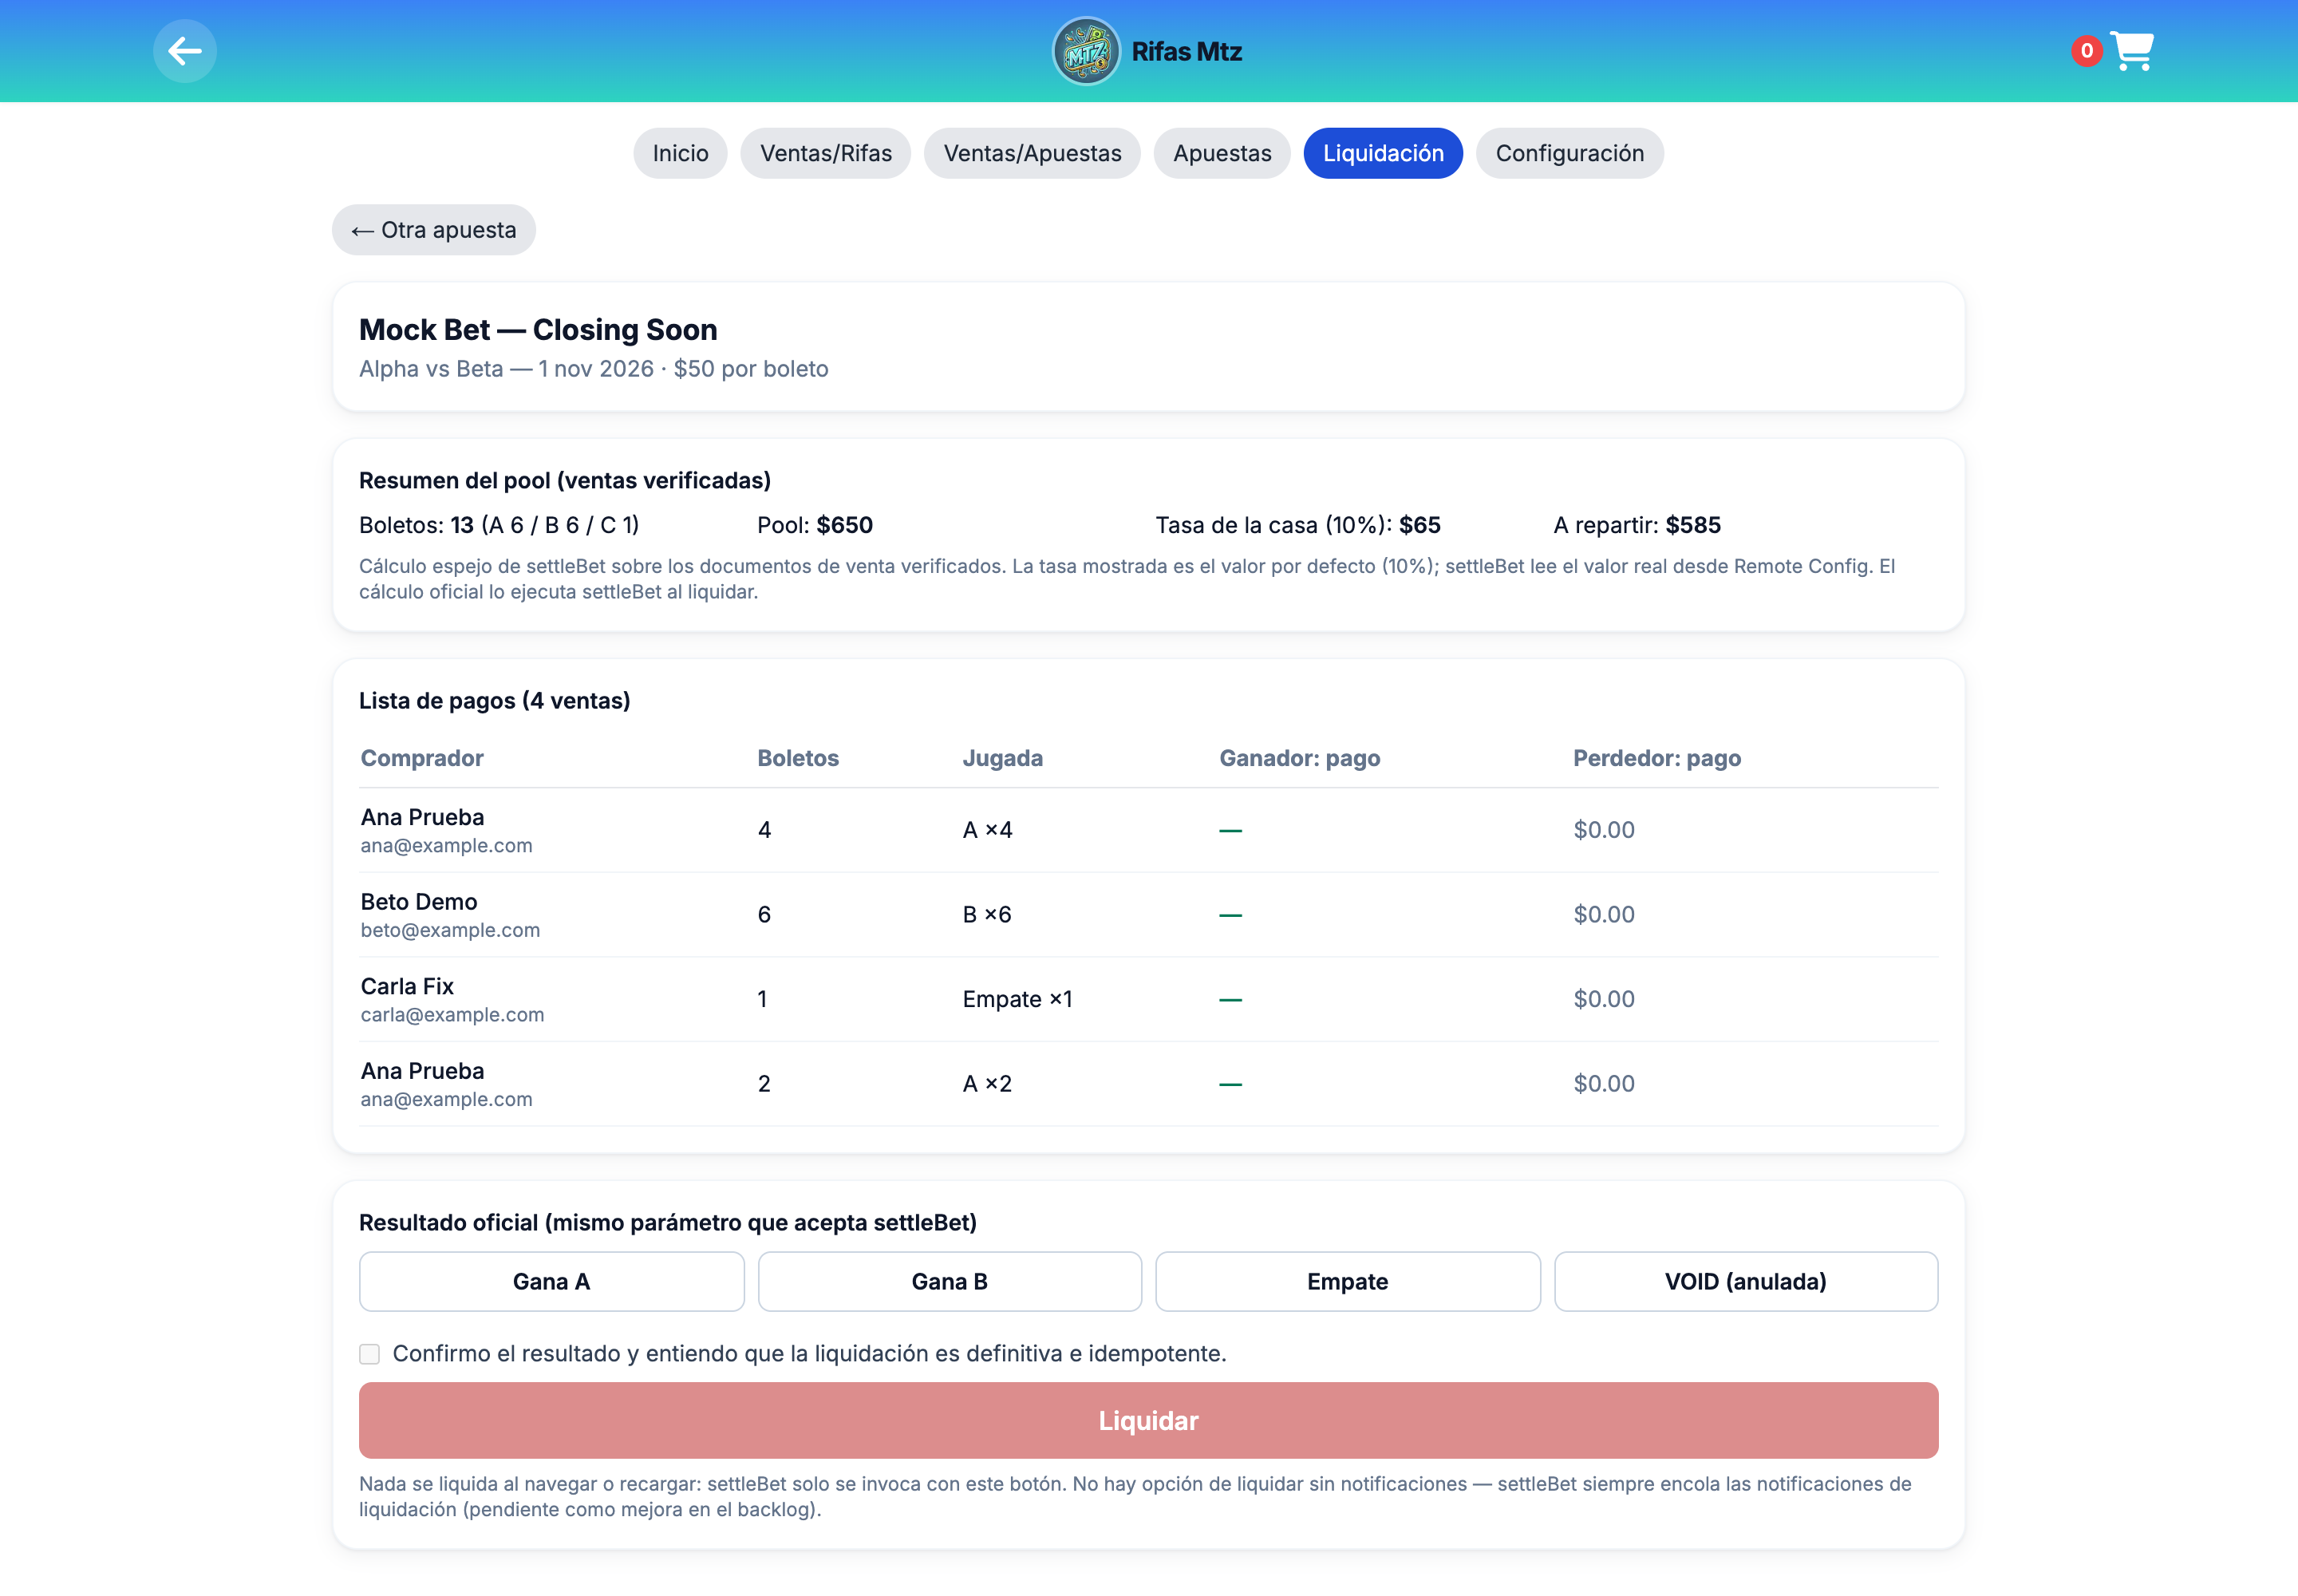 MTZ
Rifas Mtz
0
Inicio
Ventas/Rifas
Ventas/Apuestas
Apuestas
Liquidación
Configuración
← Otra apuesta
Mock Bet — Closing Soon
Alpha vs Beta — 1 nov 2026 · $50 por boleto
Resumen del pool (ventas verificadas)
Boletos: 13 (A 6 / B 6 / C 1)
Pool: $650
Tasa de la casa (10%): $65
A repartir: $585
Cálculo espejo de settleBet sobre los documentos de venta verificados. La tasa mostrada es el valor por defecto (10%); settleBet lee el valor real desde Remote Config. El
cálculo oficial lo ejecuta settleBet al liquidar.
Lista de pagos (4 ventas)
Comprador Boletos Jugada Ganador: pago Perdedor: pago
Ana Prueba
ana@example.com
4 A ×4 — $0.00
Beto Demo
beto@example.com
6 B ×6 — $0.00
Carla Fix
carla@example.com
1 Empate ×1 — $0.00
Ana Prueba
ana@example.com
2 A ×2 — $0.00
Resultado oficial (mismo parámetro que acepta settleBet)
Gana A
Gana B
Empate
VOID (anulada)
Confirmo el resultado y entiendo que la liquidación es definitiva e idempotente.
Liquidar
Nada se liquida al navegar o recargar: settleBet solo se invoca con este botón. No hay opción de liquidar sin notificaciones — settleBet siempre encola las notificaciones de
liquidación (pendiente como mejora en el backlog).